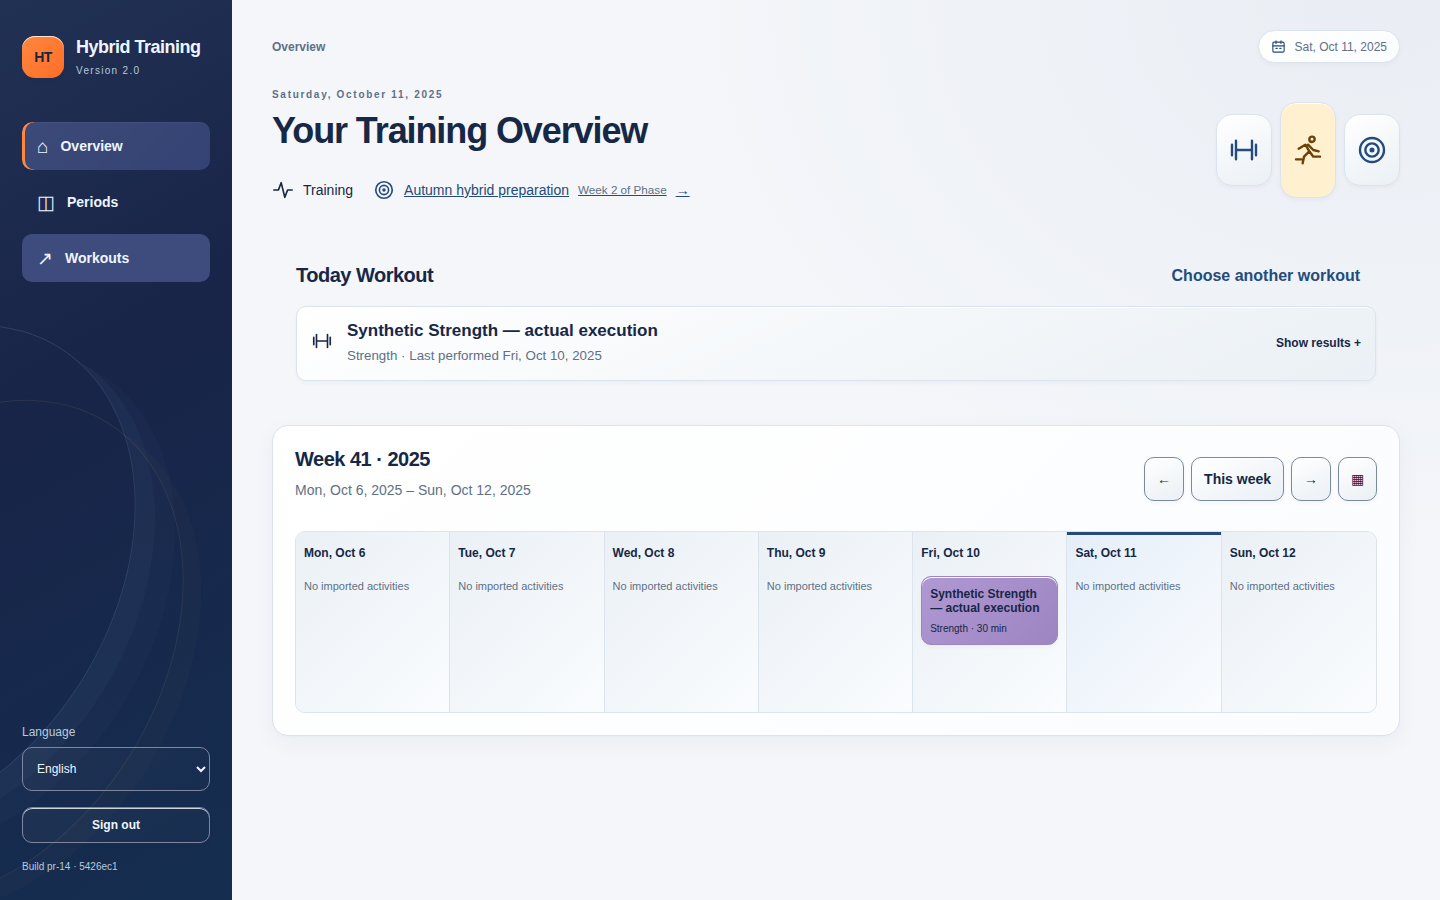 HT
Hybrid Training
Version 2.0
Overview
Periods
Workouts
Language
English
Sign out
Build pr-14 · 5426ec1
Overview
Sat, Oct 11, 2025
Saturday, October 11, 2025
Your Training Overview
Training
Autumn hybrid preparation Week 2 of Phase →
Today Workout
Choose another workout
Synthetic Strength — actual execution
Strength · Last performed Fri, Oct 10, 2025
Show results +
Week 41 · 2025
Mon, Oct 6, 2025 – Sun, Oct 12, 2025
←
This week
→
Mon, Oct 6
No imported activities
Tue, Oct 7
No imported activities
Wed, Oct 8
No imported activities
Thu, Oct 9
No imported activities
Fri, Oct 10
Synthetic Strength
— actual execution
Strength · 30 min
Sat, Oct 11
No imported activities
Sun, Oct 12
No imported activities